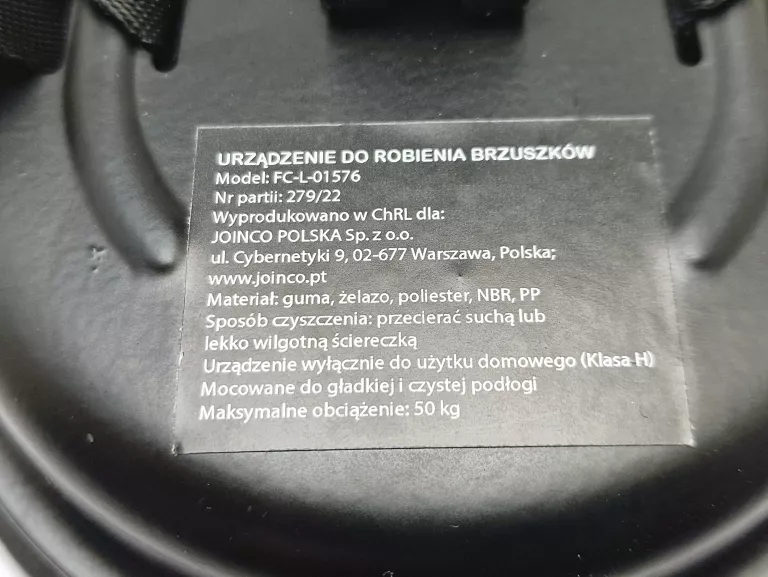 URZĄDZENIE DO ROBIENIA BRZUSZKÓW
Model: FC-L-01576
Nr partii: 279/22
Wyprodukowano w ChRL dla:
JOINCO POLSKA Sp. z o.o.
ul. Cybernetyki 9, 02-677 Warszawa, Polska;
www.joinco.pt
Materiał: guma, żelazo, poliester, NBR, PP
Sposób czyszczenia: przecierać suchą lub
lekko wilgotną ściereczką
Urządzenie wyłącznie do użytku domowego (Klasa H)
Mocowane do gładkiej i czystej podłogi
Maksymalne obciążenie: 50 kg